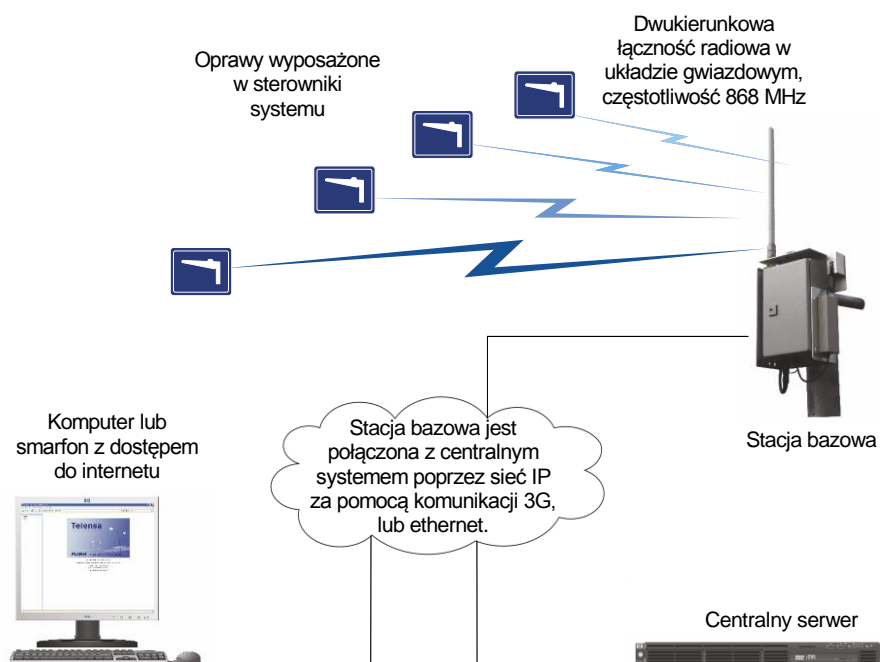 Dwukierunkowa
łączność radiowa w
układzie gwiazdowym,
częstotliwość 868 MHz
Oprawy wyposażone
w sterowniki
systemu
Stacja bazowa
Stacja bazowa jest
połączona z centralnym
systemem poprzez sieć IP
za pomocą komunikacji 3G,
lub ethernet.
Komputer lub
smarfon z dostępem
do internetu
Telensa
Centralny serwer